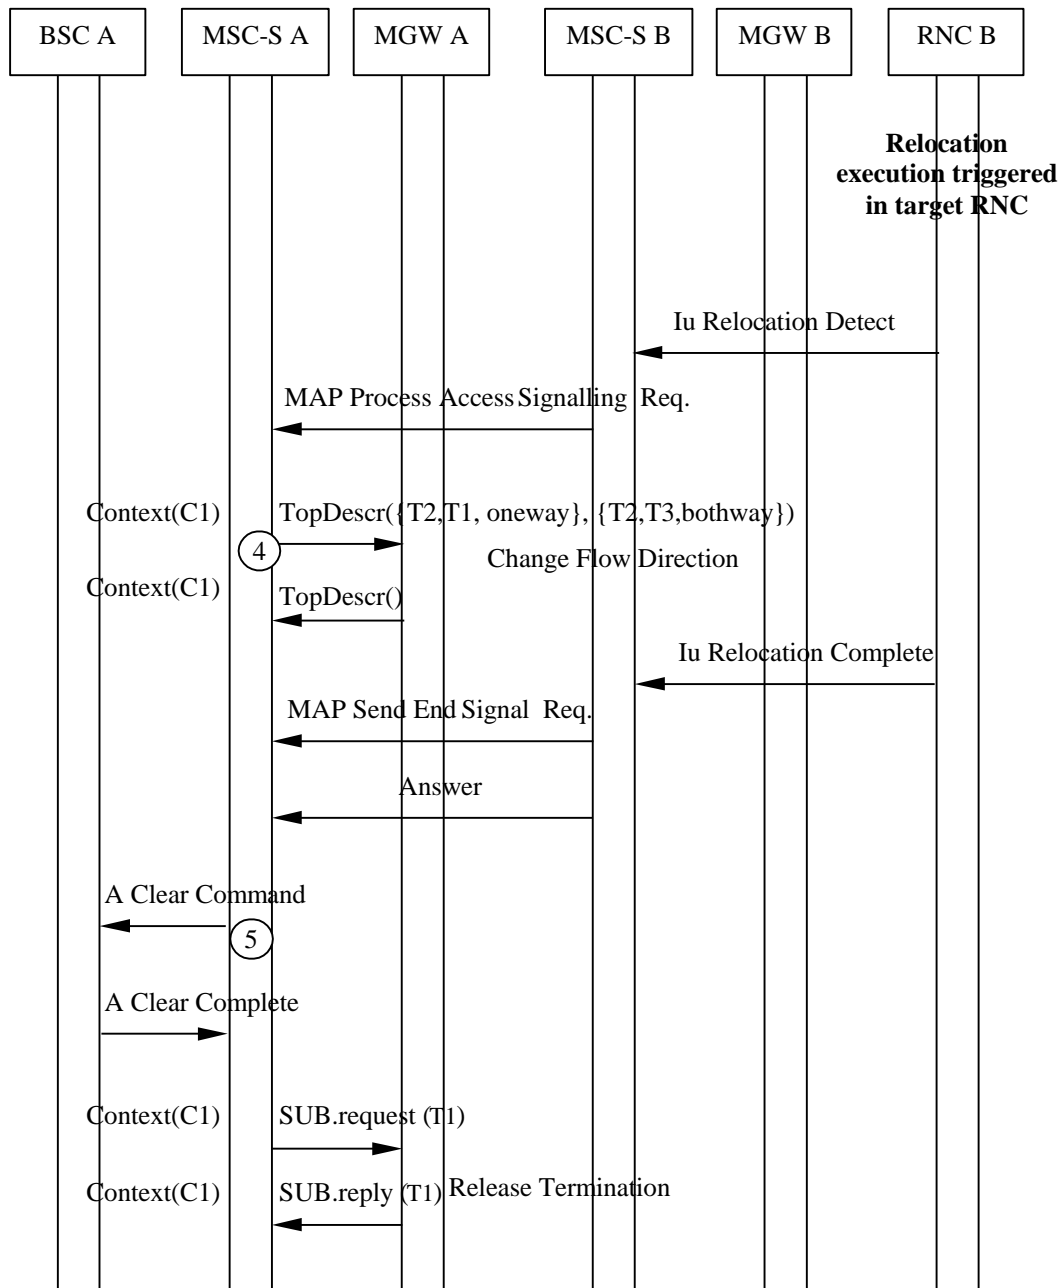 BSC A
MSC-S A
MGW A
MSC-S B
MGW B
RNC B
Relocation
execution triggered
in target RNC
Iu Relocation Detect
MAP Process Access Signalling Req.
Context(C1)
TopDescr({T2,T1, oneway}, {T2,T3,bothway})
4
Change Flow Direction
Context(C1)
TopDescr()
Iu Relocation Complete
MAP Send End Signal Req.
Answer
A Clear Command
5
A Clear Complete
Context(C1)
SUB.request (T1)
Context(C1)
SUB.reply (T1)
Release Termination